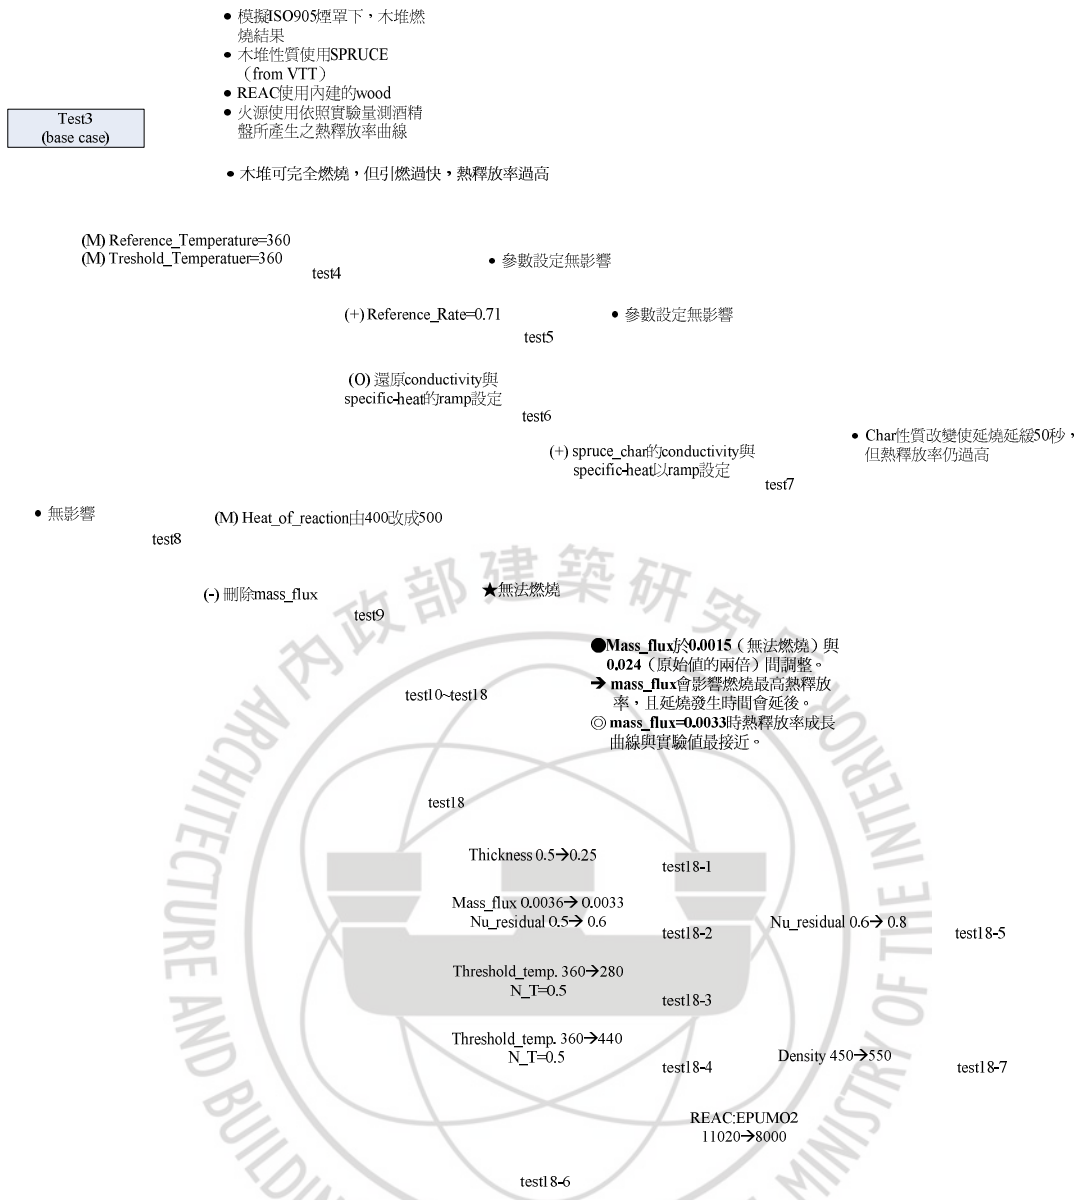 ● 模擬ISO905煙罩下，木堆燃
燒結果
● 木堆性質使用SPRUCE
（from VTT）
● REAC使用內建的wood
● 火源使用依照實驗量測酒精
盤所產生之熱釋放率曲線
Test3
(base case)
● 木堆可完全燃燒，但引燃過快，熱釋放率過高
(M) Reference_Temperature=360
(M) Treshold_Temperatuer=360
test4
● 參數設定無影響
(+) Reference_Rate=0.71
● 參數設定無影響
test5
(O) 還原conductivity與
specific-heat的ramp設定
test6
● Char性質改變使延燒延緩50秒，
但熱釋放率仍過高
(+) spruce_char的conductivity與
specific-heat以ramp設定
test7
● 無影響
(M) Heat_of_reaction由400改成500
test8
(-) 刪除mass_flux
★無法燃燒
test9
●Mass_flux於0.0015（無法燃燒）與
0.024（原始值的兩倍）間調整。
➔ mass_flux會影響燃燒最高熱釋放
率，且延燒發生時間會延後。
◎ mass_flux=0.0033時熱釋放率成長
曲線與實驗值最接近。
test10~test18
test18
Thickness 0.5➔0.25
test18-1
Mass_flux 0.0036➔ 0.0033
Nu_residual 0.5➔ 0.6
test18-2
Nu_residual 0.6➔ 0.8
test18-5
Threshold_temp. 360➔280
N_T=0.5
test18-3
Threshold_temp. 360➔440
N_T=0.5
test18-4
Density 450➔550
test18-7
REAC:EPUMO2
11020➔8000
test18-6
內政部建築研究所
ARCHITECTURE AND BUILDING
MINISTRY OF THE INTERIOR